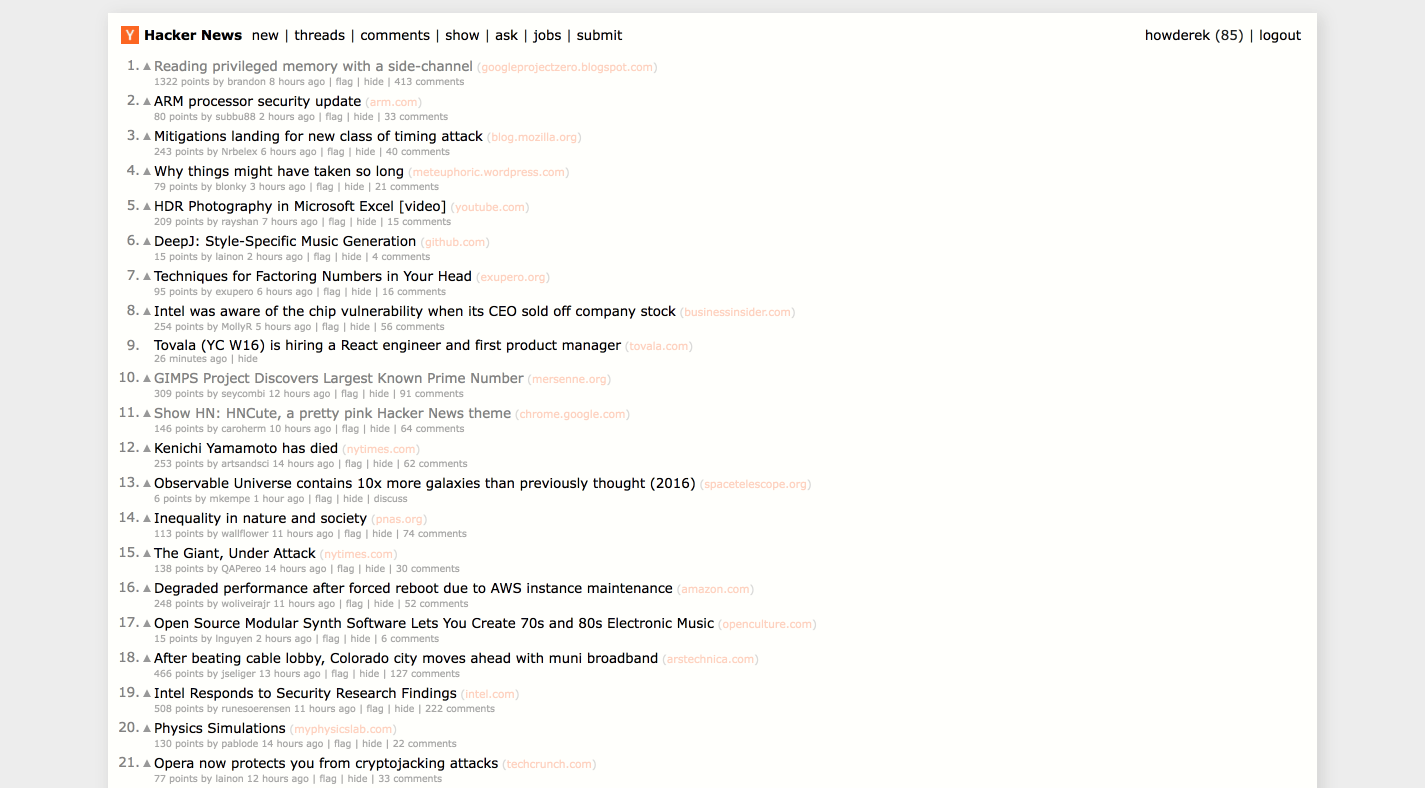 Y Hacker News new | threads | comments | show | ask | jobs | submit howderek (85) | logout
1. ▲ Reading privileged memory with a side-channel (googleprojectzero.blogspot.com)
1322 points by brandon 8 hours ago | flag | hide | 413 comments
2. ▲ ARM processor security update (arm.com)
80 points by subbu88 2 hours ago | flag | hide | 33 comments
3. ▲ Mitigations landing for new class of timing attack (blog.mozilla.org)
243 points by Nrbelex 6 hours ago | flag | hide | 40 comments
4. ▲ Why things might have taken so long (meteuphoric.wordpress.com)
79 points by blonky 3 hours ago | flag | hide | 21 comments
5. ▲ HDR Photography in Microsoft Excel [video] (youtube.com)
209 points by rayshan 7 hours ago | flag | hide | 15 comments
6. ▲ DeepJ: Style-Specific Music Generation (github.com)
15 points by lainon 2 hours ago | flag | hide | 4 comments
7. ▲ Techniques for Factoring Numbers in Your Head (exupero.org)
95 points by exupero 6 hours ago | flag | hide | 16 comments
8. ▲ Intel was aware of the chip vulnerability when its CEO sold off company stock (businessinsider.com)
254 points by MollyR 5 hours ago | flag | hide | 56 comments
9. Tovala (YC W16) is hiring a React engineer and first product manager (tovala.com)
26 minutes ago | hide
10. ▲ GIMPS Project Discovers Largest Known Prime Number (mersenne.org)
309 points by seycombi 12 hours ago | flag | hide | 91 comments
11. ▲ Show HN: HNCute, a pretty pink Hacker News theme (chrome.google.com)
146 points by caroherm 10 hours ago | flag | hide | 64 comments
12. ▲ Kenichi Yamamoto has died (nytimes.com)
253 points by artsandsci 14 hours ago | flag | hide | 62 comments
13. ▲ Observable Universe contains 10x more galaxies than previously thought (2016) (spacetelescope.org)
6 points by mkempe 1 hour ago | flag | hide | discuss
14. ▲ Inequality in nature and society (pnas.org)
113 points by wallflower 11 hours ago | flag | hide | 74 comments
15. ▲ The Giant, Under Attack (nytimes.com)
138 points by QAPereo 14 hours ago | flag | hide | 30 comments
16. ▲ Degraded performance after forced reboot due to AWS instance maintenance (amazon.com)
248 points by woliveirajr 11 hours ago | flag | hide | 52 comments
17. ▲ Open Source Modular Synth Software Lets You Create 70s and 80s Electronic Music (openculture.com)
15 points by lnguyen 2 hours ago | flag | hide | 6 comments
18. ▲ After beating cable lobby, Colorado city moves ahead with muni broadband (arstechnica.com)
466 points by jseliger 13 hours ago | flag | hide | 127 comments
19. ▲ Intel Responds to Security Research Findings (intel.com)
508 points by runesoerensen 11 hours ago | flag | hide | 222 comments
20. ▲ Physics Simulations (myphysicslab.com)
130 points by pablode 14 hours ago | flag | hide | 22 comments
21. ▲ Opera now protects you from cryptojacking attacks (techcrunch.com)
77 points by lainon 12 hours ago | flag | hide | 33 comments